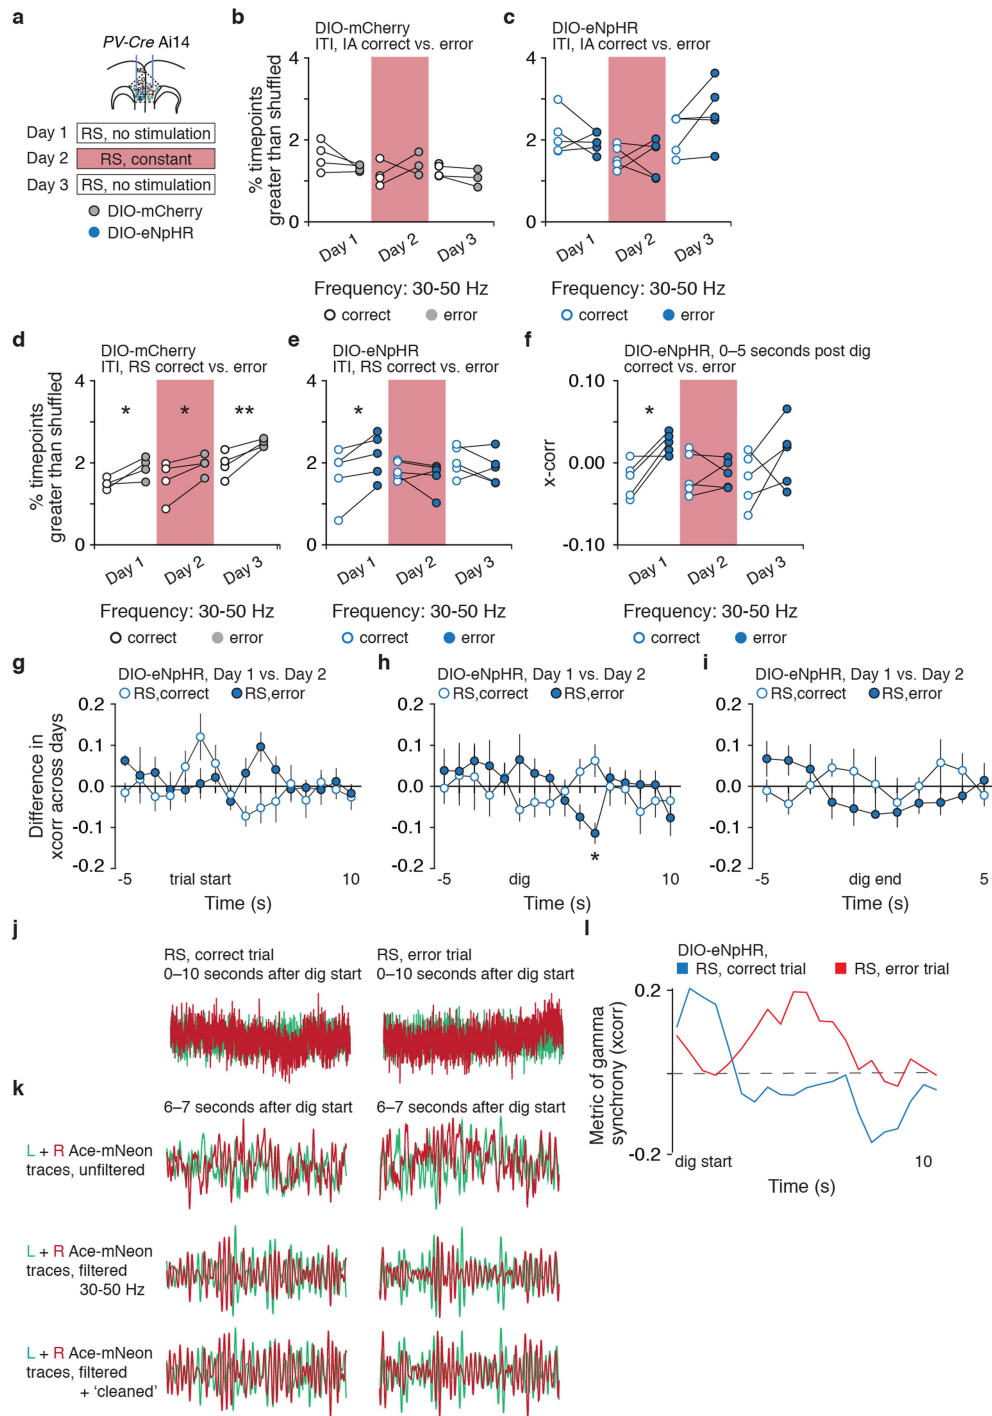 a
PV-Cre Ai14
Day 1 RS, no stimulation
Day 2 RS, constant
Day 3 RS, no stimulation
DIO-mCherry
DIO-eNpHR
b
DIO-mCherry
ITI, IA correct vs. error
% timepoints
greater than shuffled
4
2
0
Day 1 Day 2 Day 3
Frequency: 30-50 Hz
correct error
c
DIO-eNpHR
ITI, IA correct vs. error
4
2
0
Day 1 Day 2 Day 3
Frequency: 30-50 Hz
correct error
d
DIO-mCherry
ITI, RS correct vs. error
% timepoints
greater than shuffled
4
2
0
* * **
Day 1 Day 2 Day 3
Frequency: 30-50 Hz
correct error
e
DIO-eNpHR
ITI, RS correct vs. error
4
2
0
*
Day 1 Day 2 Day 3
Frequency: 30-50 Hz
correct error
f
DIO-eNpHR, 0–5 seconds post dig
correct vs. error
x-corr
0.10
0.00
-0.10
*
Day 1 Day 2 Day 3
Frequency: 30-50 Hz
correct error
g
DIO-eNpHR, Day 1 vs. Day 2
RS,correct RS,error
Difference in
xcorr across days
0.2
0.1
0.0
-0.1
-0.2
-5 trial start 10
Time (s)
h
DIO-eNpHR, Day 1 vs. Day 2
RS,correct RS,error
0.2
0.1
0.0
-0.1
-0.2
*
-5 dig 10
Time (s)
i
DIO-eNpHR, Day 1 vs. Day 2
RS,correct RS,error
0.2
0.1
0.0
-0.1
-0.2
-5 dig end 5
Time (s)
j
RS, correct trial
0–10 seconds after dig start
RS, error trial
0–10 seconds after dig start
k
6–7 seconds after dig start
6–7 seconds after dig start
L + R Ace-mNeon
traces, unfiltered
L + R Ace-mNeon
traces, filtered
30-50 Hz
L + R Ace-mNeon
traces, filtered
+ ‘cleaned’
l
DIO-eNpHR,
RS, correct trial RS, error trial
Metric of gamma
synchrony (xcorr)
0.2
-0.2
dig start 10
Time (s)